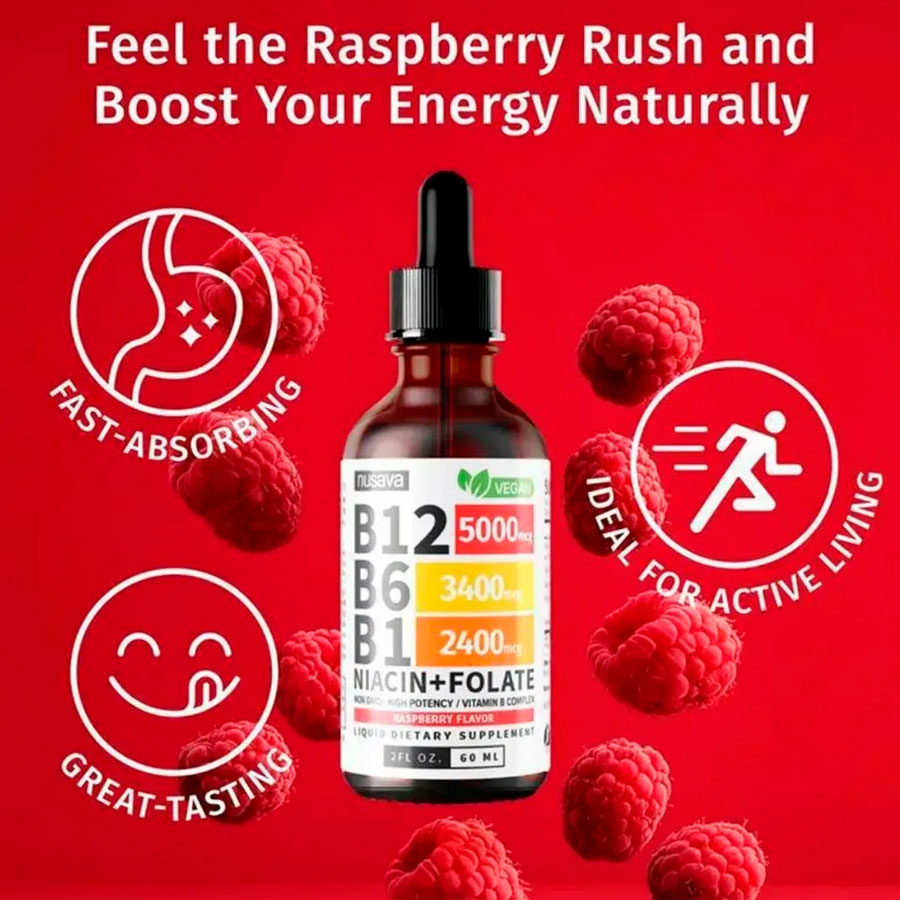 Feel the Raspberry Rush and
Boost Your Energy Naturally
FAST-ABSORBING
IDEAL FOR ACTIVE LIVING
GREAT-TASTING
nusava
VEGAN
B12 5000mcg
B6 3400mcg
B1 2400mcg
NIACIN+FOLATE
NON GMO / HIGH POTENCY / VITAMIN B COMPLEX
RASPBERRY FLAVOR
LIQUID DIETARY SUPPLEMENT
2FL OZ. 60 ML